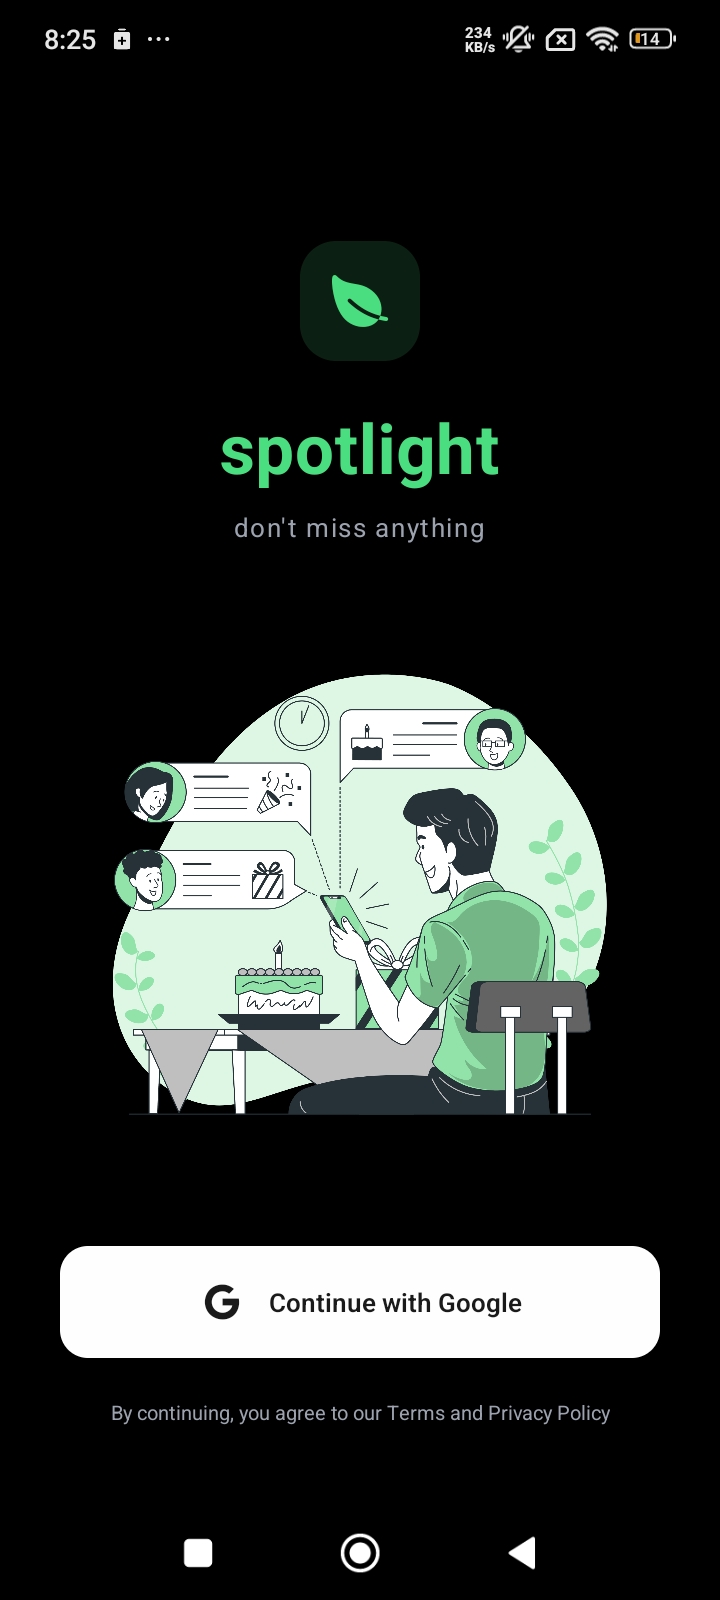 8:25
234
KB/s
14
spotlight
don't miss anything
Continue with Google
By continuing, you agree to our Terms and Privacy Policy